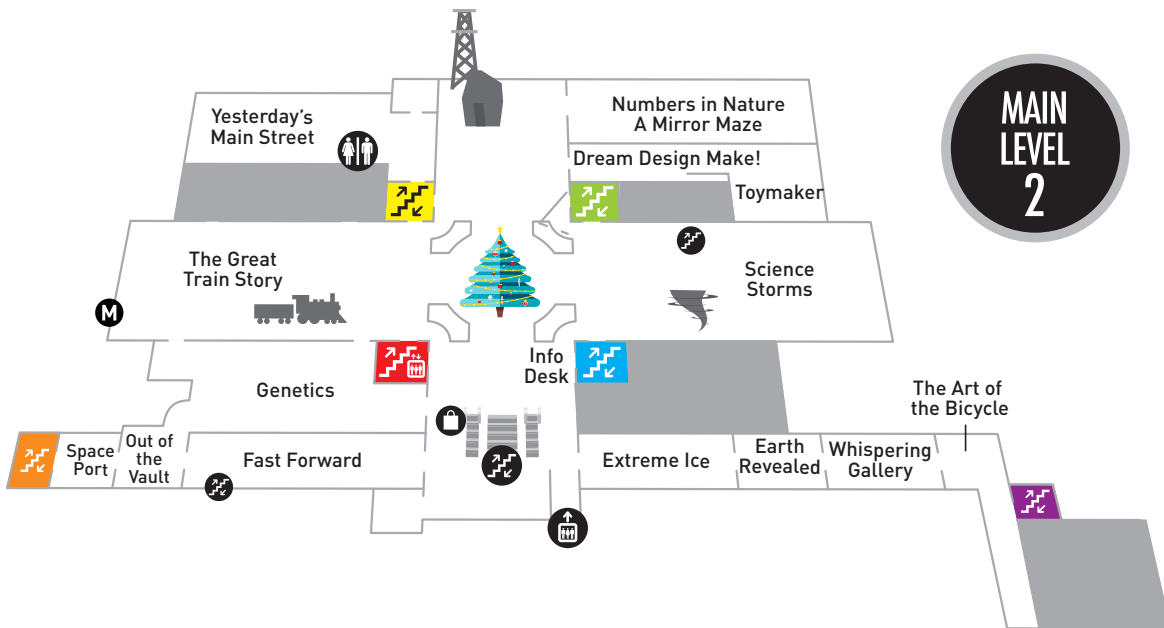 MAIN
LEVEL
2
Yesterday's
Main Street
Numbers in Nature
A Mirror Maze
Dream Design Make!
Toymaker
The Great
Train Story
Science
Storms
M
Info
Desk
Genetics
The Art of
the Bicycle
Space
Port
Out of
the
Vault
Fast Forward
Extreme Ice
Earth
Revealed
Whispering
Gallery